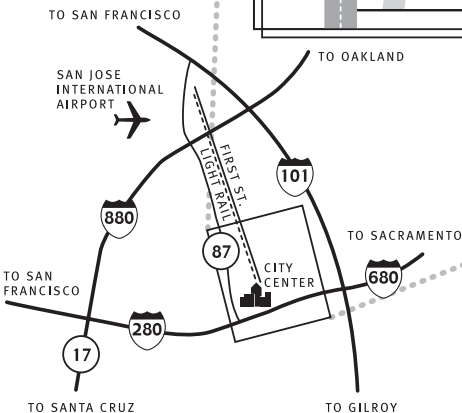 TO SAN FRANCISCO
TO OAKLAND
SAN JOSE
INTERNATIONAL
AIRPORT
FIRST ST.
LIGHT RAIL
101
880
87
TO SACRAMENTO
CITY
CENTER
680
TO SAN
FRANCISCO
280
17
TO SANTA CRUZ
TO GILROY